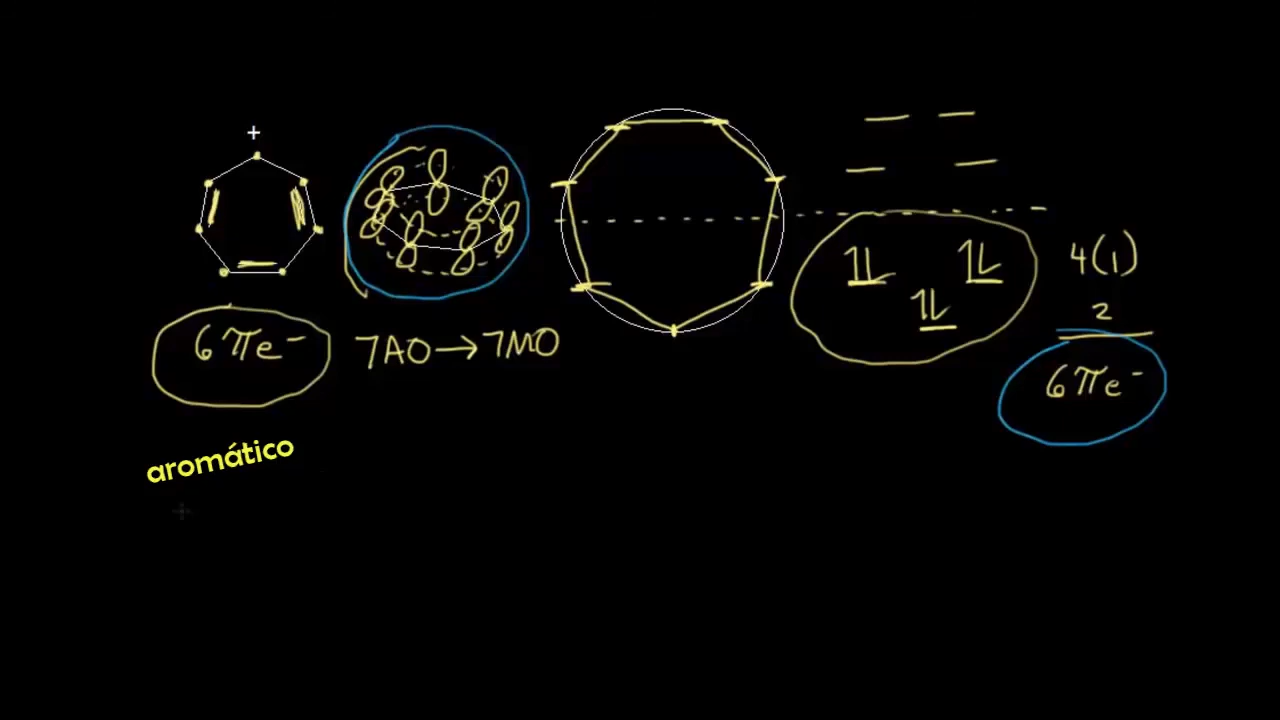 +
4(1)
2
6πe⁻ 7AO→7MO
6πe⁻
aromático